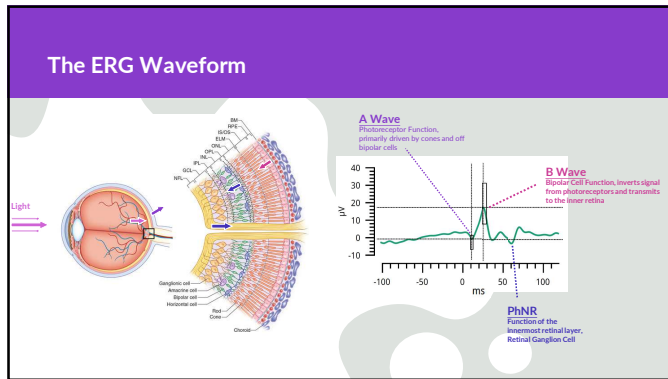 The ERG Waveform
Light
BM
RPE
IS/OS
ELM
ONL
OPL
INL
IPL
GCL
NFL
Ganglionic cell
Amacrine cell
Bipolar cell
Horizontal cell
Rod
Cone
Choroid
A Wave
Photoreceptor Function,
primarily driven by cones and off
bipolar cells
B Wave
Bipolar Cell Function, inverts signal
from photoreceptors and transmits
to the inner retina
40
30
20
10
0
-10
µV
-100
-50
0
50
100
ms
PhNR
Function of the
innermost retinal layer,
Retinal Ganglion Cell